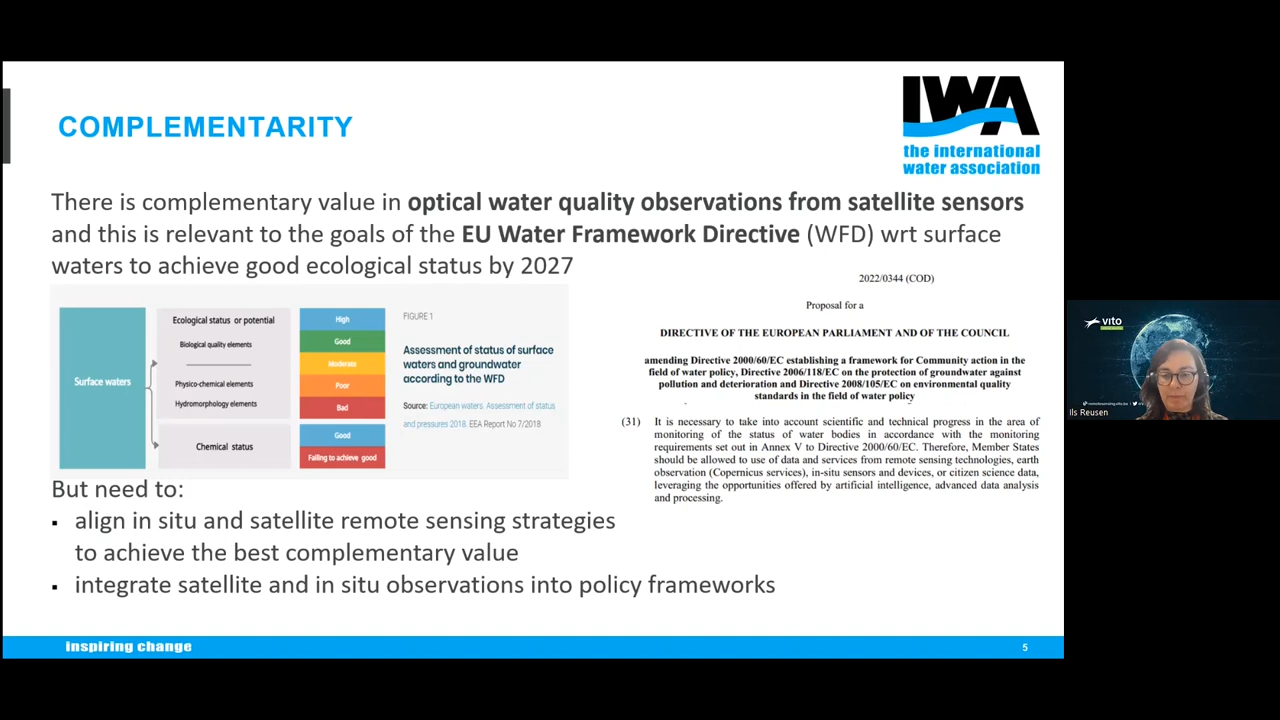 COMPLEMENTARITY
IWA
the international
water association
There is complementary value in optical water quality observations from satellite sensors
and this is relevant to the goals of the EU Water Framework Directive (WFD) wrt surface
waters to achieve good ecological status by 2027
Surface waters
Ecological status or potential
Biological quality elements
Physico-chemical elements
Hydromorphology elements
Chemical status
High
Good
Moderate
Poor
Bad
Good
Failing to achieve good
FIGURE 1
Assessment of status of surface
waters and groundwater
according to the WFD
Source: European waters. Assessment of status
and pressures 2018. EEA Report No 7/2018
2022/0344 (COD)
Proposal for a
DIRECTIVE OF THE EUROPEAN PARLIAMENT AND OF THE COUNCIL
amending Directive 2000/60/EC establishing a framework for Community action in the
field of water policy, Directive 2006/118/EC on the protection of groundwater against
pollution and deterioration and Directive 2008/105/EC on environmental quality
standards in the field of water policy
(31) It is necessary to take into account scientific and technical progress in the area of
monitoring of the status of water bodies in accordance with the monitoring
requirements set out in Annex V to Directive 2000/60/EC. Therefore, Member States
should be allowed to use of data and services from remote sensing technologies, earth
observation (Copernicus services), in-situ sensors and devices, or citizen science data,
leveraging the opportunities offered by artificial intelligence, advanced data analysis
and processing.
But need to:
▪ align in situ and satellite remote sensing strategies
to achieve the best complementary value
▪ integrate satellite and in situ observations into policy frameworks
inspiring change
5
vito
Ils Reusen